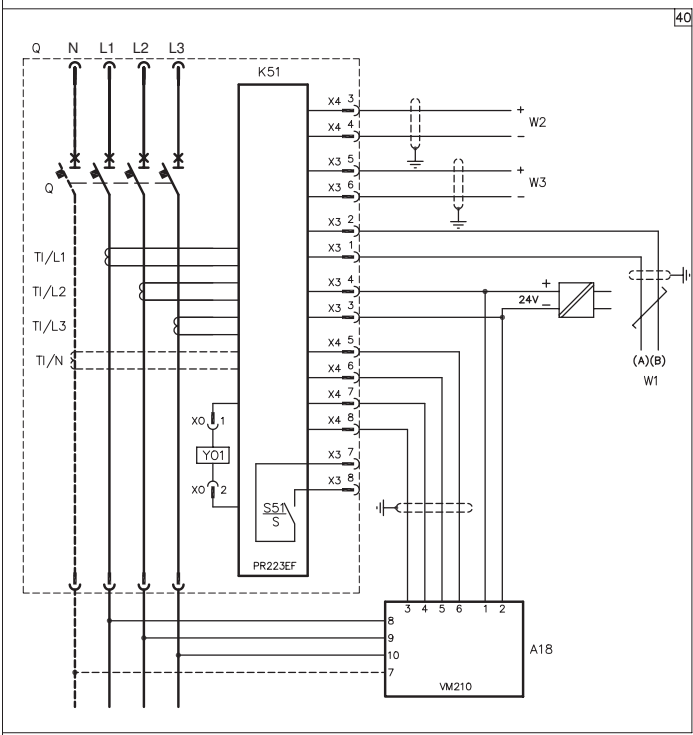 40
Q N L1 L2 L3
K51
X4 3
+
W2
X4 4
−
X3 5
+
W3
X3 6
−
Q
X3 2
X3 1
TI/L1
X3 4
+
TI/L2
24V
−
X3 3
TI/L3
X4 5
TI/N
(A)(B)
X4 6
W1
X4 7
X0 1
X4 8
Y01
X3 7
X0 2
X3 8
S51
S
PR223EF
3 4 5 6 1 2
8
9
A18
10
7
VM210